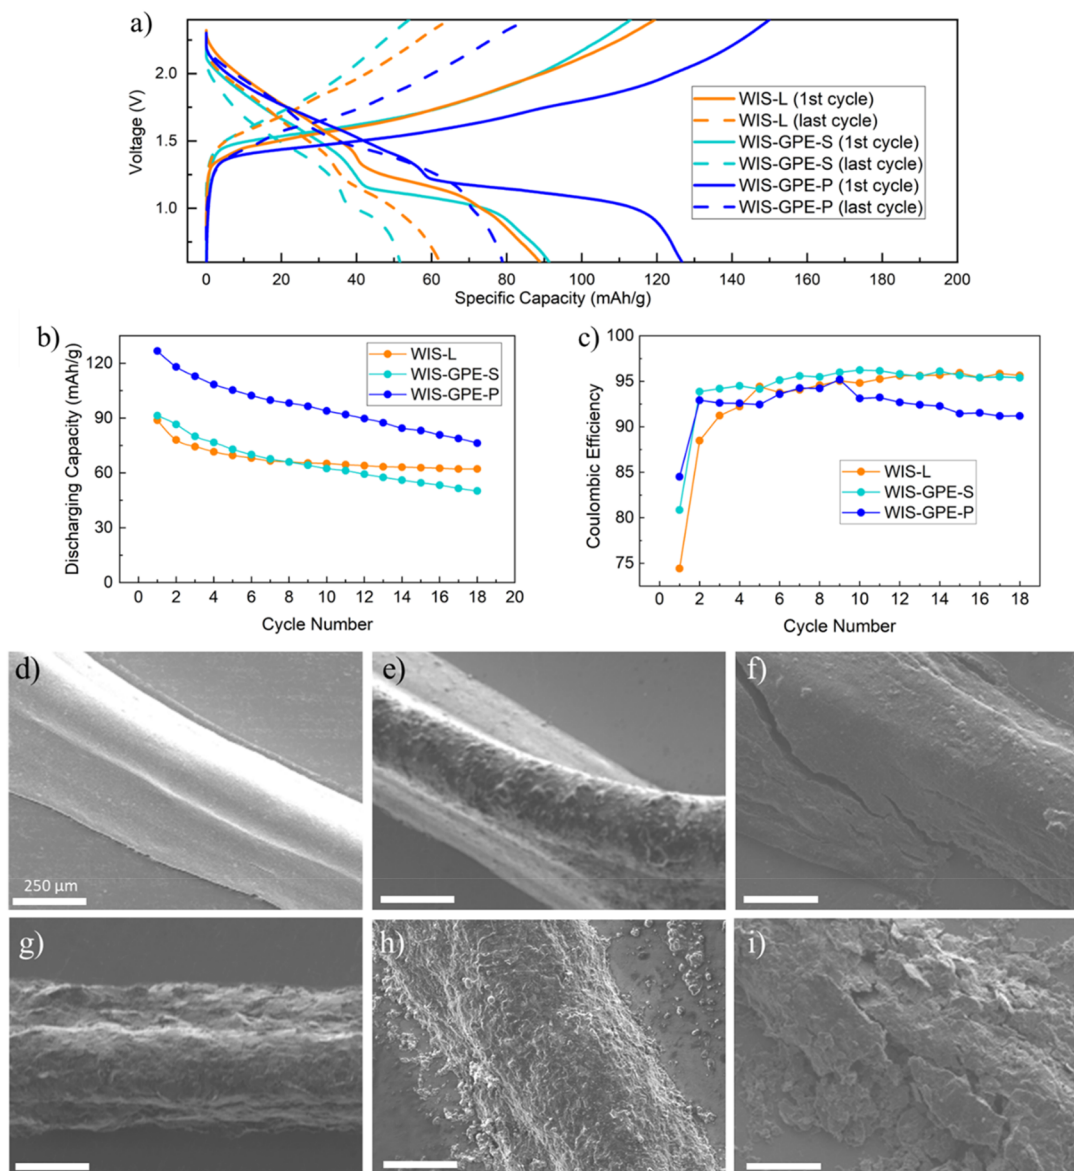 a)
Voltage (V)
2.0
1.5
1.0
WIS-L (1st cycle)
WIS-L (last cycle)
WIS-GPE-S (1st cycle)
WIS-GPE-S (last cycle)
WIS-GPE-P (1st cycle)
WIS-GPE-P (last cycle)
0 20 40 60 80 100 120 140 160 180 200
Specific Capacity (mAh/g)
b)
Discharging Capacity (mAh/g)
120
90
60
30
0
WIS-L
WIS-GPE-S
WIS-GPE-P
0 2 4 6 8 10 12 14 16 18 20
Cycle Number
c)
Coulombic Efficiency
100
95
90
85
80
75
WIS-L
WIS-GPE-S
WIS-GPE-P
0 2 4 6 8 10 12 14 16 18
Cycle Number
d)
250 µm
e)
f)
g)
h)
i)